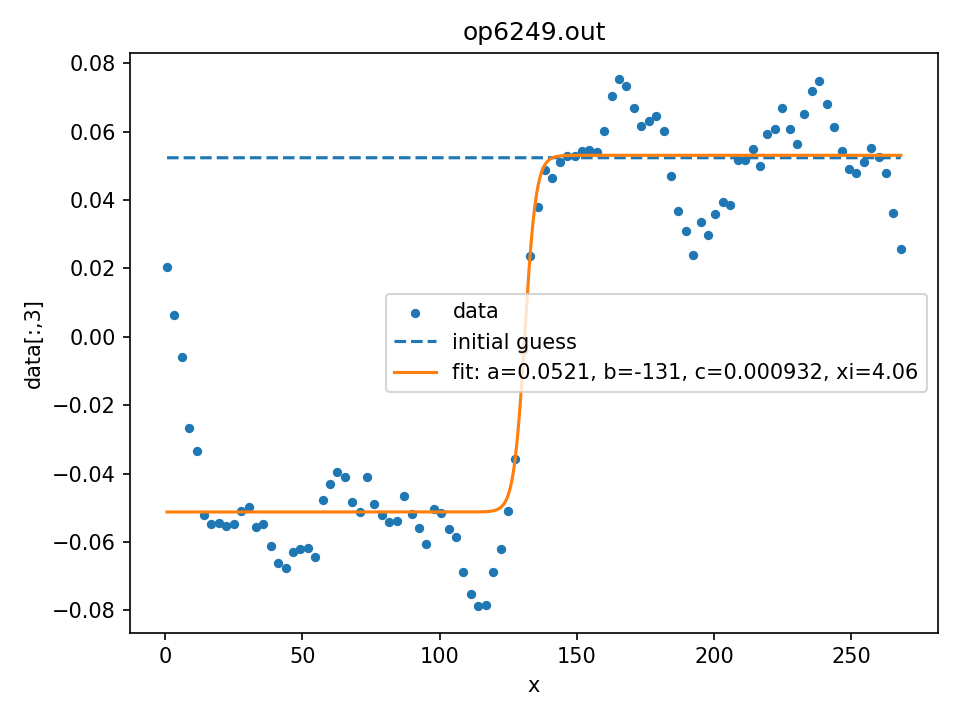 op6249.out
0.08
0.06
0.04
0.02
0.00
−0.02
−0.04
−0.06
−0.08
data[:,3]
data
initial guess
fit: a=0.0521, b=-131, c=0.000932, xi=4.06
0 50 100 150 200 250
x